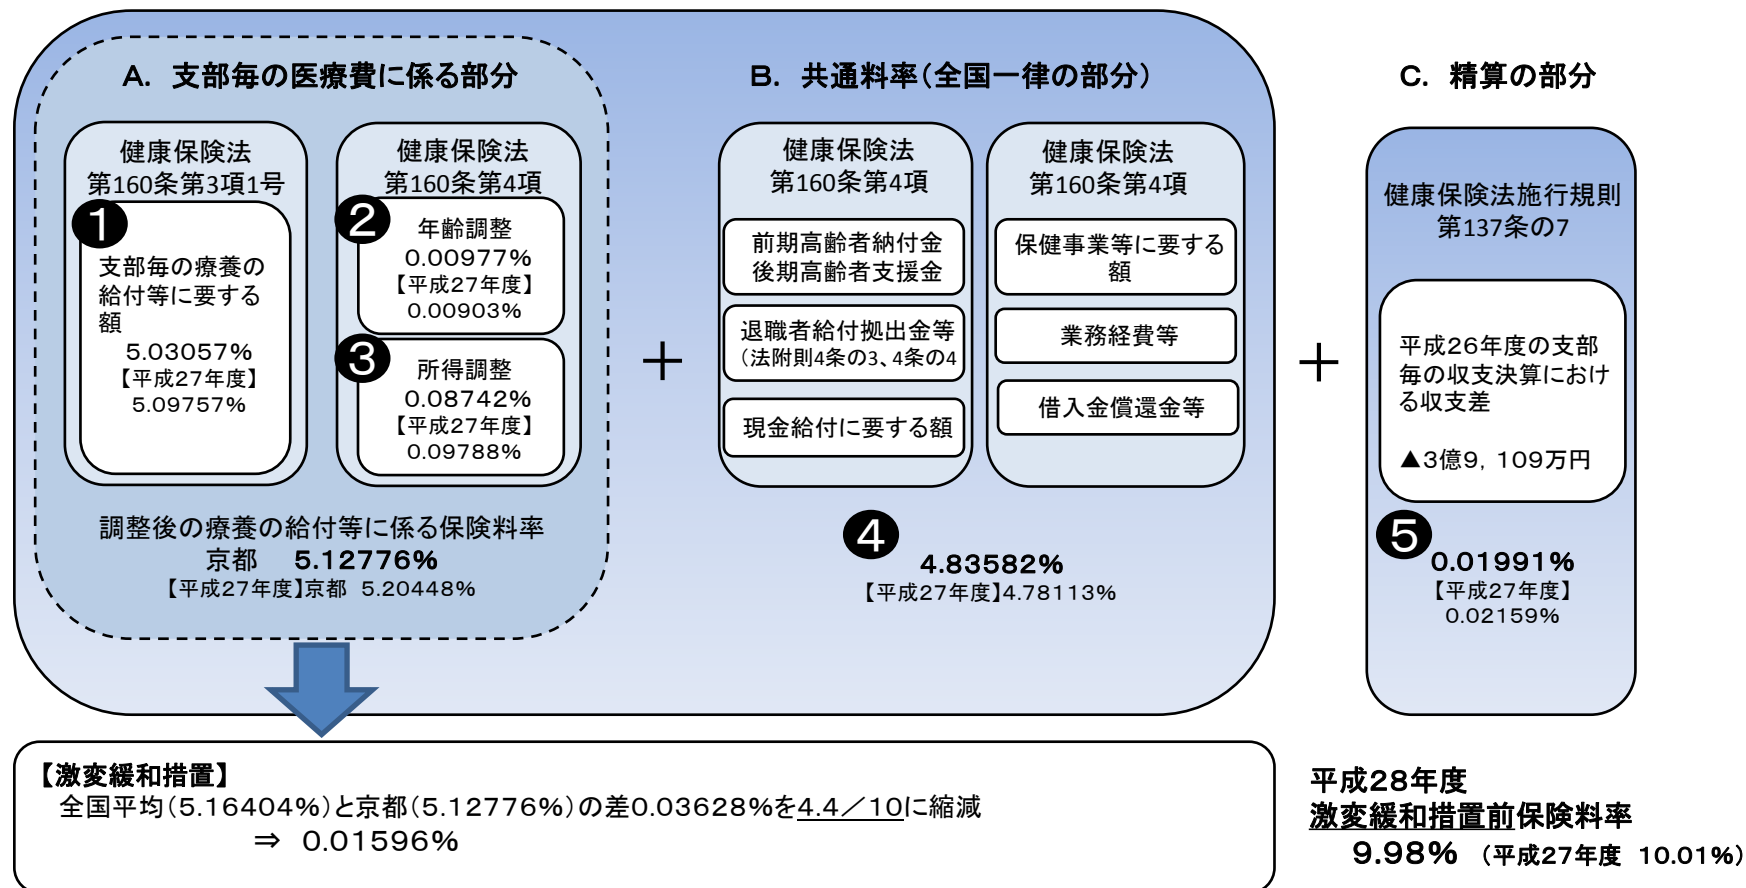 A. 支部毎の医療費に係る部分
健康保険法
第160条第3項1号
❶
支部毎の療養の
給付等に要する
額
5.03057%
【平成27年度】
5.09757%
健康保険法
第160条第4項
❷
年齢調整
0.00977%
【平成27年度】
0.00903%
❸
所得調整
0.08742%
【平成27年度】
0.09788%
調整後の療養の給付等に係る保険料率
京都 5.12776%
【平成27年度】京都 5.20448%
+
B. 共通料率(全国一律の部分)
健康保険法
第160条第4項
前期高齢者納付金
後期高齢者支援金
退職者給付拠出金等
(法附則4条の3、4条の4
現金給付に要する額
健康保険法
第160条第4項
保健事業等に要する
額
業務経費等
借入金償還金等
❹
4.83582%
【平成27年度】4.78113%
+
C. 精算の部分
健康保険法施行規則
第137条の7
平成26年度の支部
毎の収支決算におけ
る収支差
▲3億9, 109万円
❺
0.01991%
【平成27年度】
0.02159%
【激変緩和措置】
全国平均(5.16404%)と京都(5.12776%)の差0.03628%を4.4/10に縮減
⇒ 0.01596%
平成28年度
激変緩和措置前保険料率
9.98% (平成27年度 10.01%)